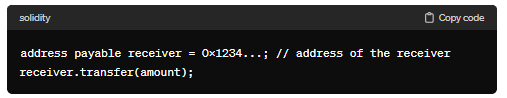 solidity
Copy code
address payable receiver = 0x1234...; // address of the receiver
receiver.transfer(amount);